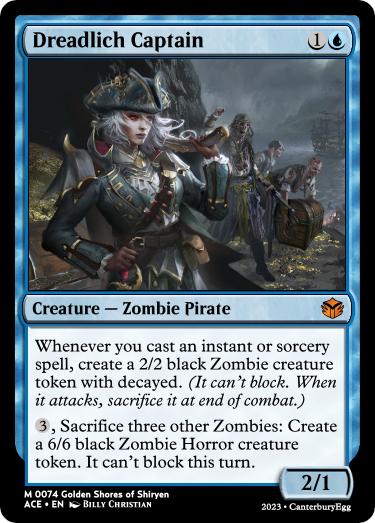 Dreadlich Captain 1
Creature — Zombie Pirate
Whenever you cast an instant or sorcery
spell, create a 2/2 black Zombie creature
token with decayed. (It can't block. When
it attacks, sacrifice it at end of combat.)
3, Sacrifice three other Zombies: Create
a 6/6 black Zombie Horror creature
token. It can't block this turn.
2/1
M 0074 Golden Shores of Shiryen
ACE • EN Billy Christian
2023 • CanterburyEgg